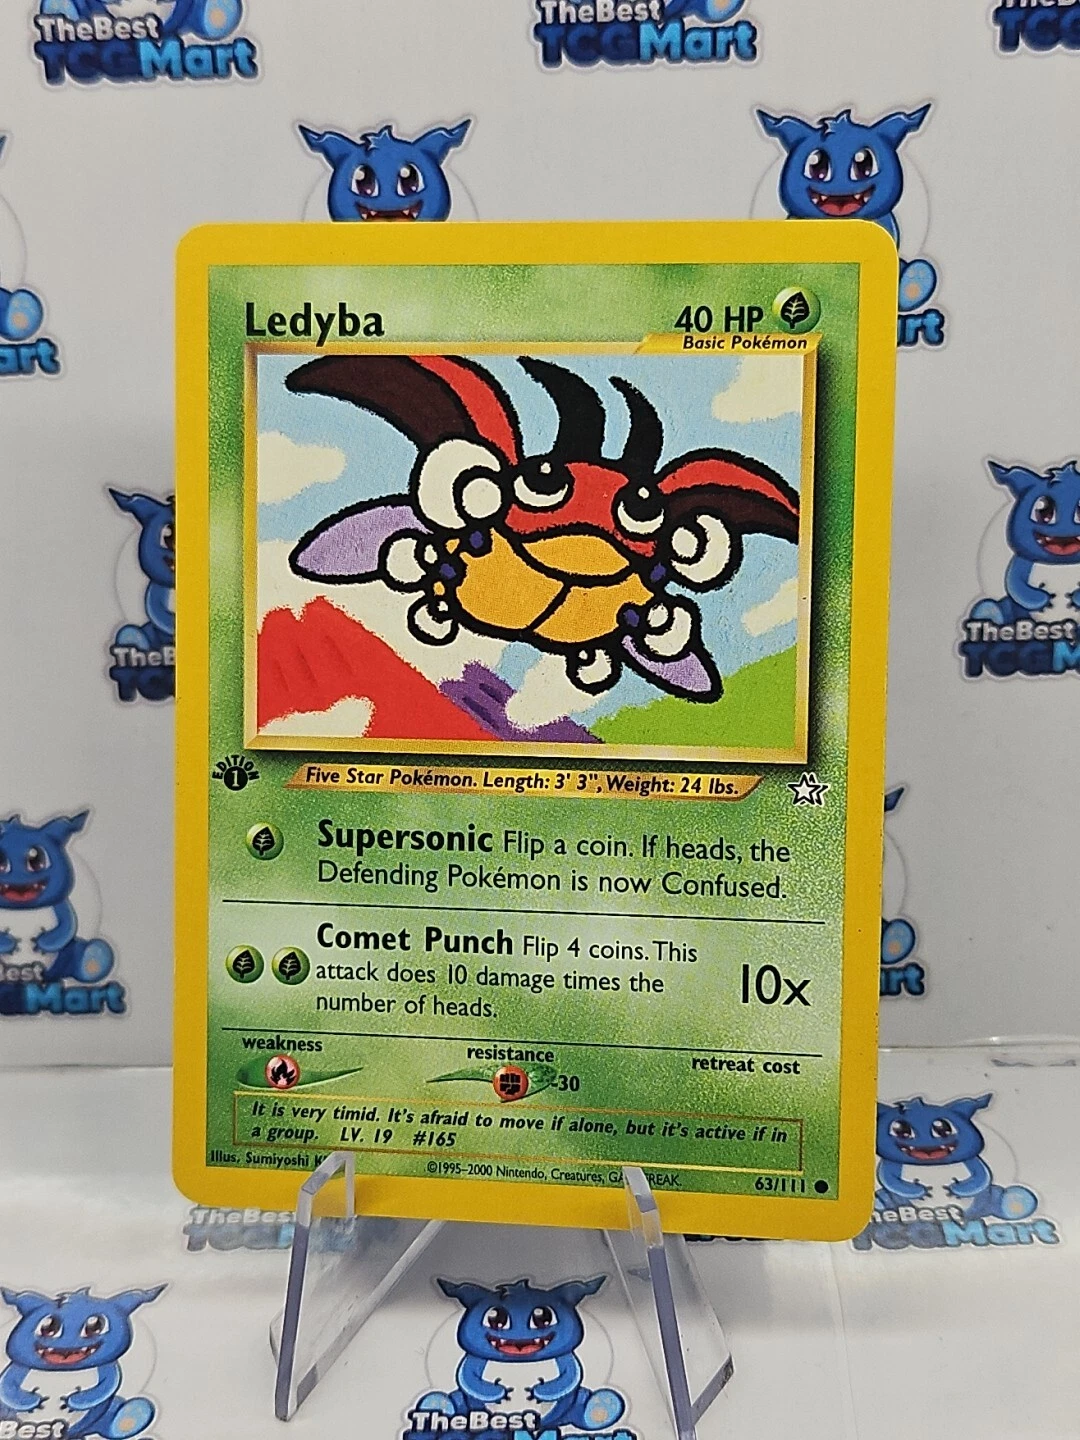 TheBest
TCGMart
TheBest
TCGMart
Ledyba
40 HP
Basic Pokémon
EDITION
1
Five Star Pokémon. Length: 3' 3", Weight: 24 lbs.
Supersonic Flip a coin. If heads, the
Defending Pokémon is now Confused.
Comet Punch Flip 4 coins. This
attack does 10 damage times the
number of heads.
10x
weakness
resistance
-30
retreat cost
It is very timid. It's afraid to move if alone, but it's active if in
a group. LV. 19 #165
Illus. Sumiyoshi
©1995–2000 Nintendo, Creatures, GAMEFREAK.
63/111
TheBest
TCGMart
TheBest